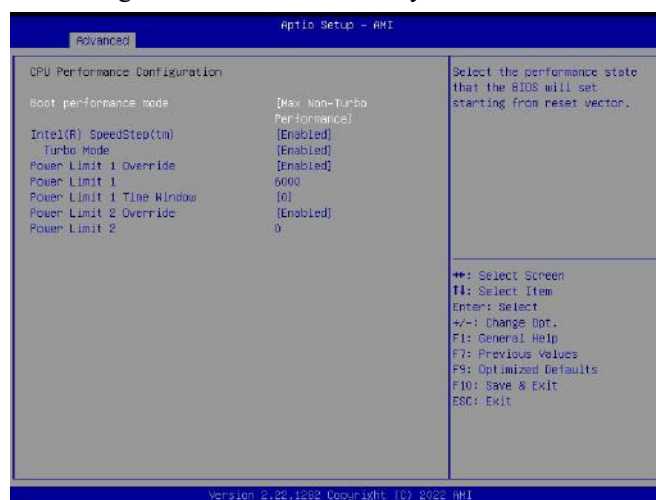 Aptio Setup - AMI
Advanced
CPU Performance Configuration
Boot performance mode [Max Non-Turbo
Performance]
Intel(R) SpeedStep(tm) [Enabled]
Turbo Mode [Enabled]
Power Limit 1 Override [Enabled]
Power Limit 1 6000
Power Limit 1 Time Window [0]
Power Limit 2 Override [Enabled]
Power Limit 2 0
Select the performance state
that the BIOS will set
starting from reset vector.
→←: Select Screen
↑↓: Select Item
Enter: Select
+/-: Change Opt.
F1: General Help
F7: Previous Values
F9: Optimized Defaults
F10: Save & Exit
ESC: Exit
Version 2.22.1282 Copyright (C) 2022 AMI